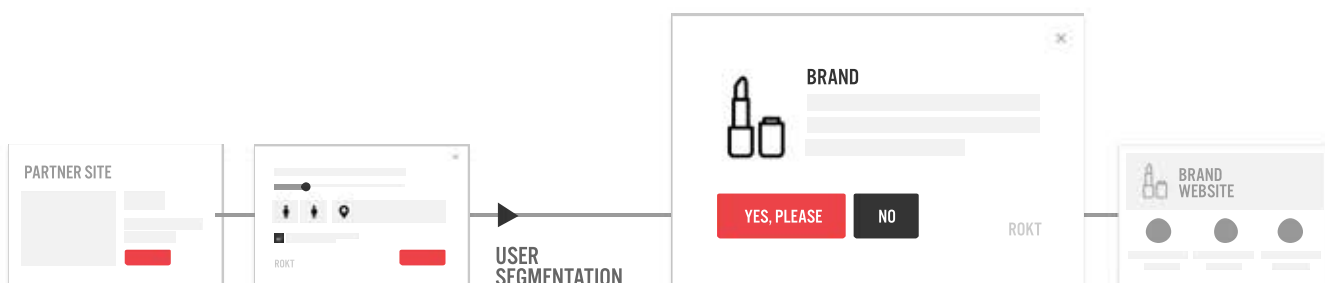 PARTNER SITE
ROKT
USER
SEGMENTATION
BRAND
YES, PLEASE
NO
ROKT
BRAND
WEBSITE